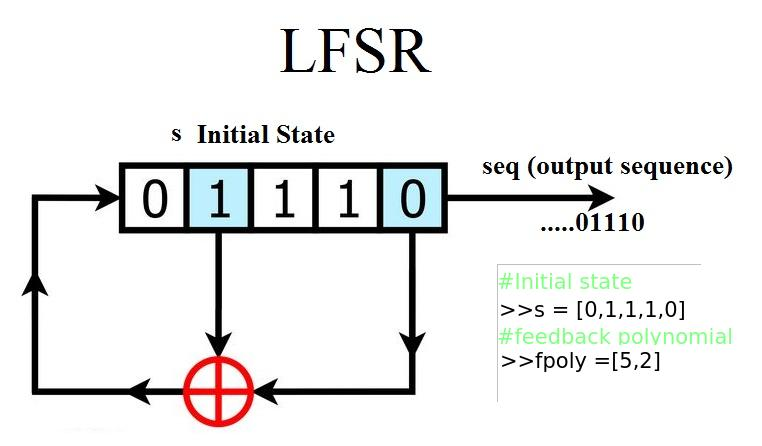 LFSR
s Initial State
0 1 1 1 0
seq (output sequence)
.....01110
#Initial state
>>s = [0,1,1,1,0]
#feedback polynomial
>>fpoly =[5,2]